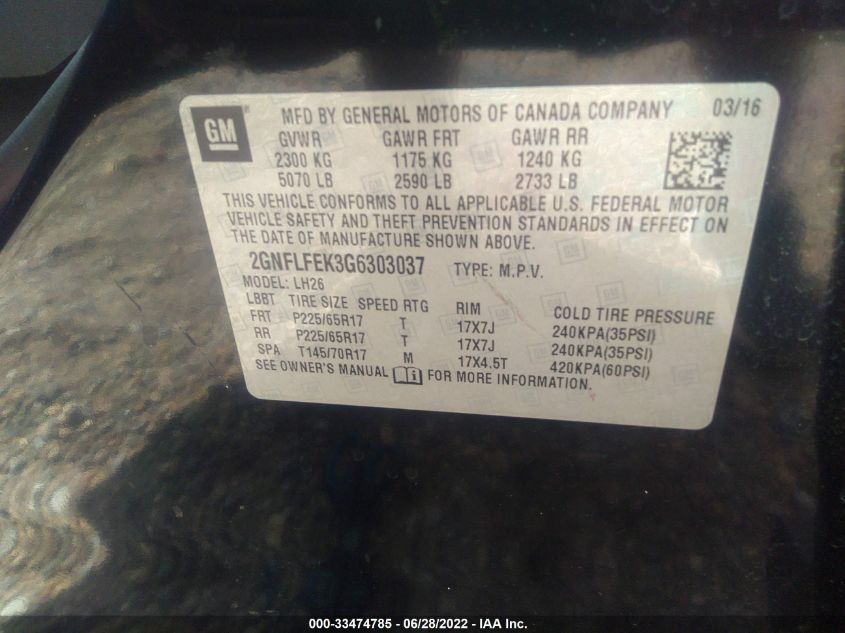 GM
MFD BY GENERAL MOTORS OF CANADA COMPANY 03/16
GVWR GAWR FRT GAWR RR
2300 KG 1175 KG 1240 KG
5070 LB 2590 LB 2733 LB
THIS VEHICLE CONFORMS TO ALL APPLICABLE U.S. FEDERAL MOTOR
VEHICLE SAFETY AND THEFT PREVENTION STANDARDS IN EFFECT ON
THE DATE OF MANUFACTURE SHOWN ABOVE.
2GNFLFEK3G6303037 TYPE: M.P.V.
MODEL: LH26
LBBT TIRE SIZE SPEED RTG RIM COLD TIRE PRESSURE
FRT P225/65R17 T 17X7J 240KPA(35PSI)
RR P225/65R17 T 17X7J 240KPA(35PSI)
SPA T145/70R17 M 17X4.5T 420KPA(60PSI)
SEE OWNER'S MANUAL FOR MORE INFORMATION.
000-33474785 - 06/28/2022 - IAA Inc.